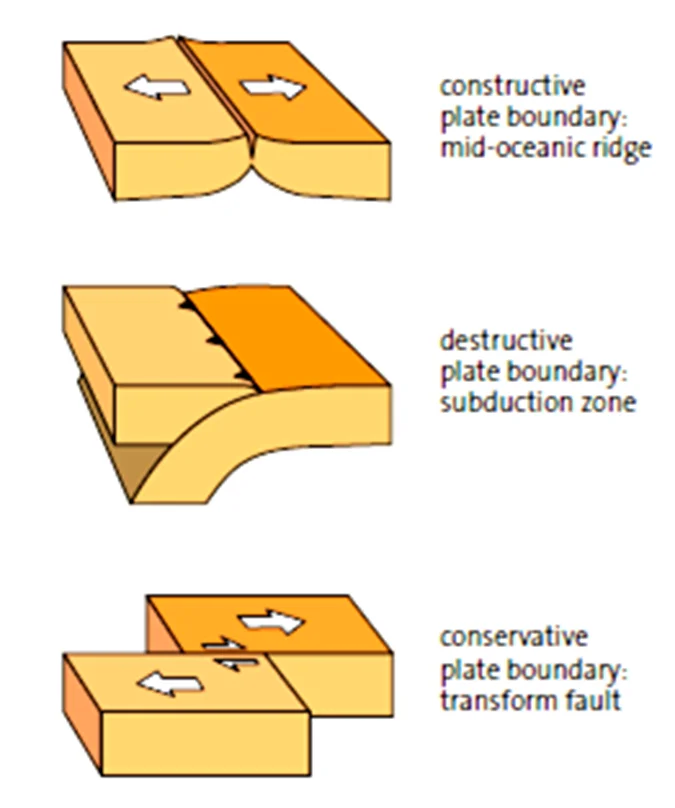 constructive
plate boundary:
mid-oceanic ridge
destructive
plate boundary:
subduction zone
conservative
plate boundary:
transform fault